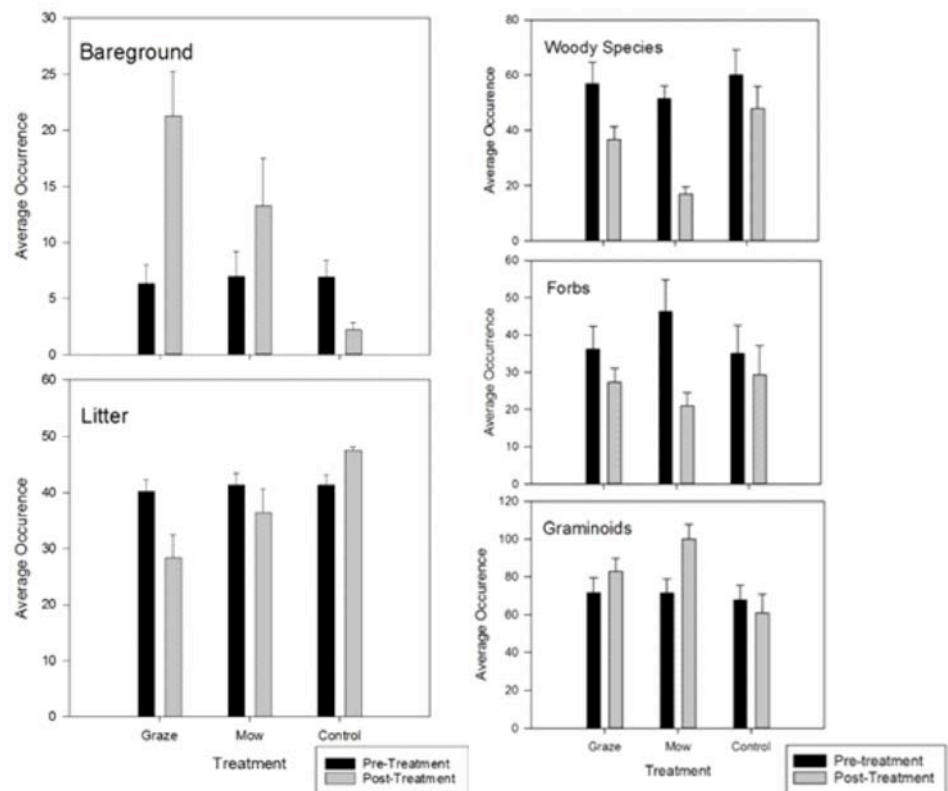 Bareground
Average Occurrence
30
25
20
15
10
5
0
Litter
Average Occurence
60
50
40
30
20
10
0
Graze Mow Control
Treatment
Pre-Treatment
Post-Treatment
Woody Species
Average Occurence
80
60
40
20
0
Forbs
Average Occurrence
60
50
40
30
20
10
0
Graminoids
Average Occurence
120
100
80
60
40
20
0
Graze Mow Control
Treatment
Pre-treatment
Post-Treatment